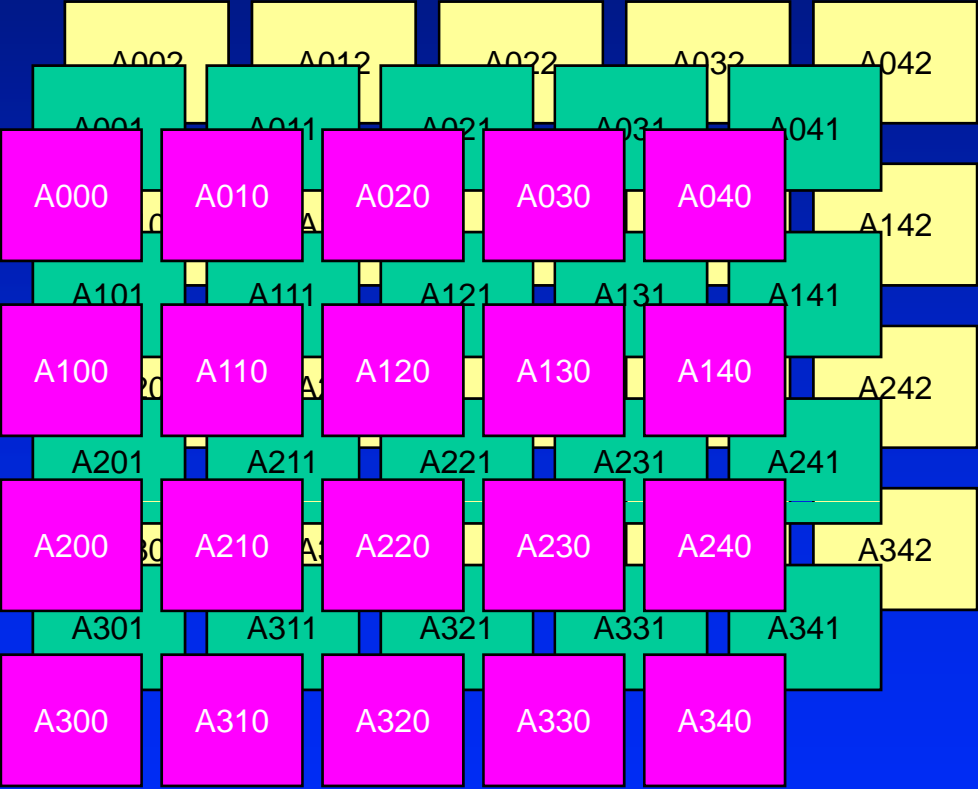 A002 A012 A022 A032 A042
A001 A011 A021 A031 A041
A000 A010 A020 A030 A040
A142
A101 A111 A121 A131 A141
A100 A110 A120 A130 A140
A242
A201 A211 A221 A231 A241
A200 A210 A220 A230 A240
A342
A301 A311 A321 A331 A341
A300 A310 A320 A330 A340